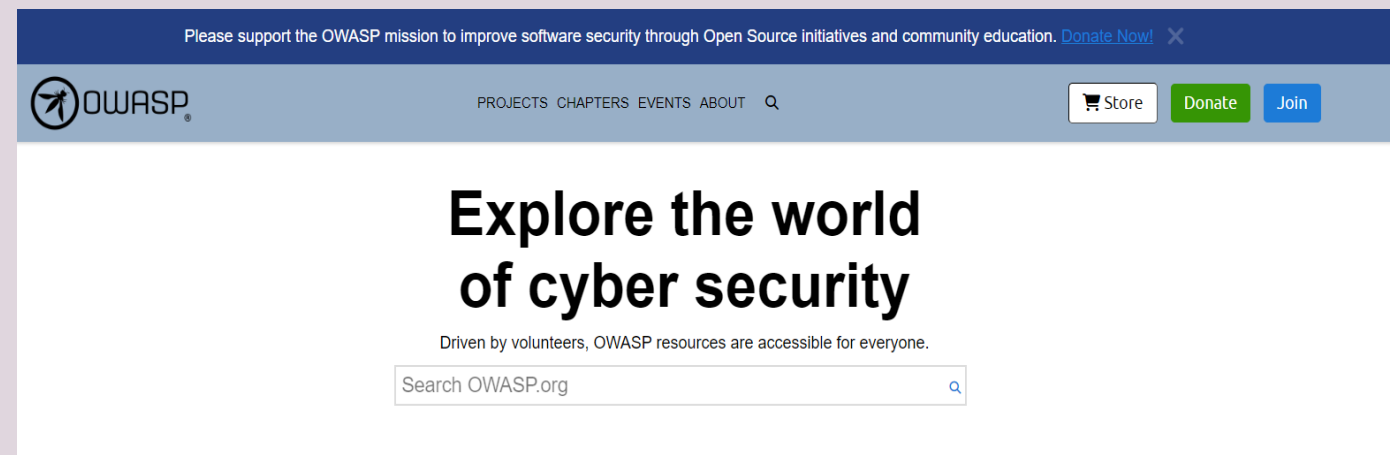 Please support the OWASP mission to improve software security through Open Source initiatives and community education. Donate Now! ×
OWASP®
PROJECTS CHAPTERS EVENTS ABOUT
Store
Donate
Join
Explore the world
of cyber security
Driven by volunteers, OWASP resources are accessible for everyone.
Search OWASP.org